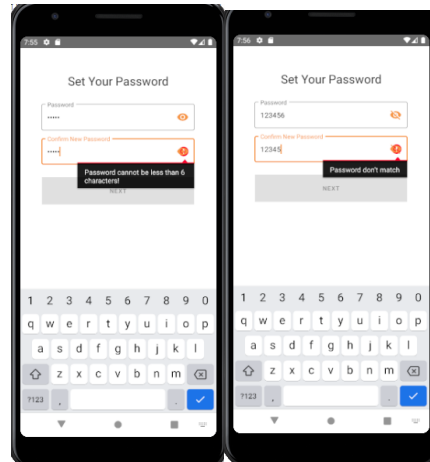 7:55
Set Your Password
Password
•••••
Confirm New Password
•••••
Password cannot be less than 6
characters!
NEXT
1 2 3 4 5 6 7 8 9 0
q w e r t y u i o p
a s d f g h j k l
z x c v b n m
?123 , .
7:56
Set Your Password
Password
123456
Confirm New Password
12345
Password don't match
NEXT
1 2 3 4 5 6 7 8 9 0
q w e r t y u i o p
a s d f g h j k l
z x c v b n m
?123 , .